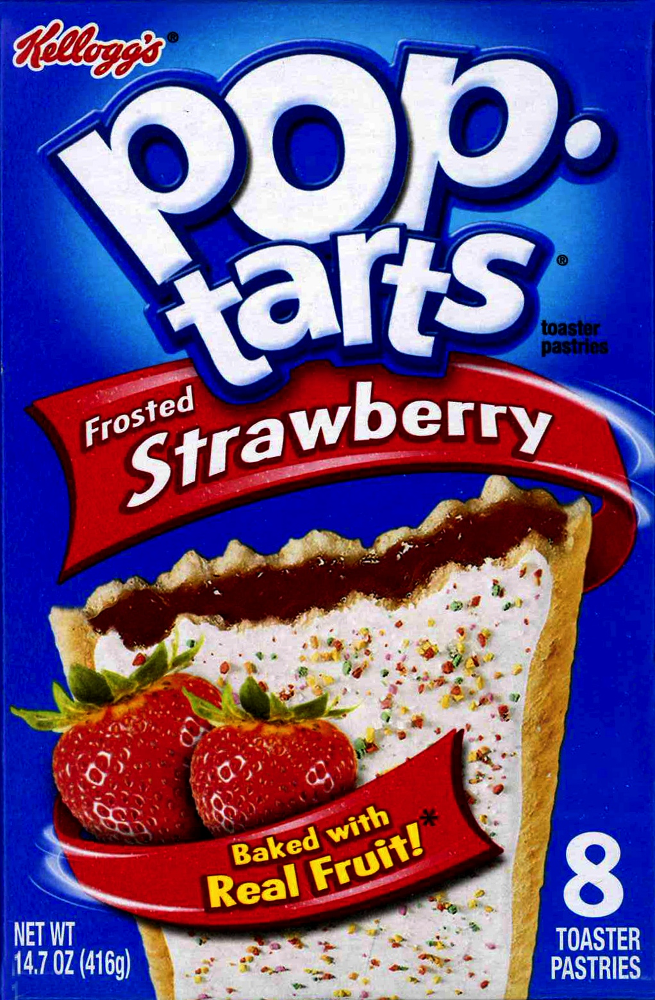 Kellogg's®
pop.
tarts®
toaster
pastries
Frosted
Strawberry
Baked with
Real Fruit!*
8
TOASTER
PASTRIES
NET WT
14.7 OZ (416g)